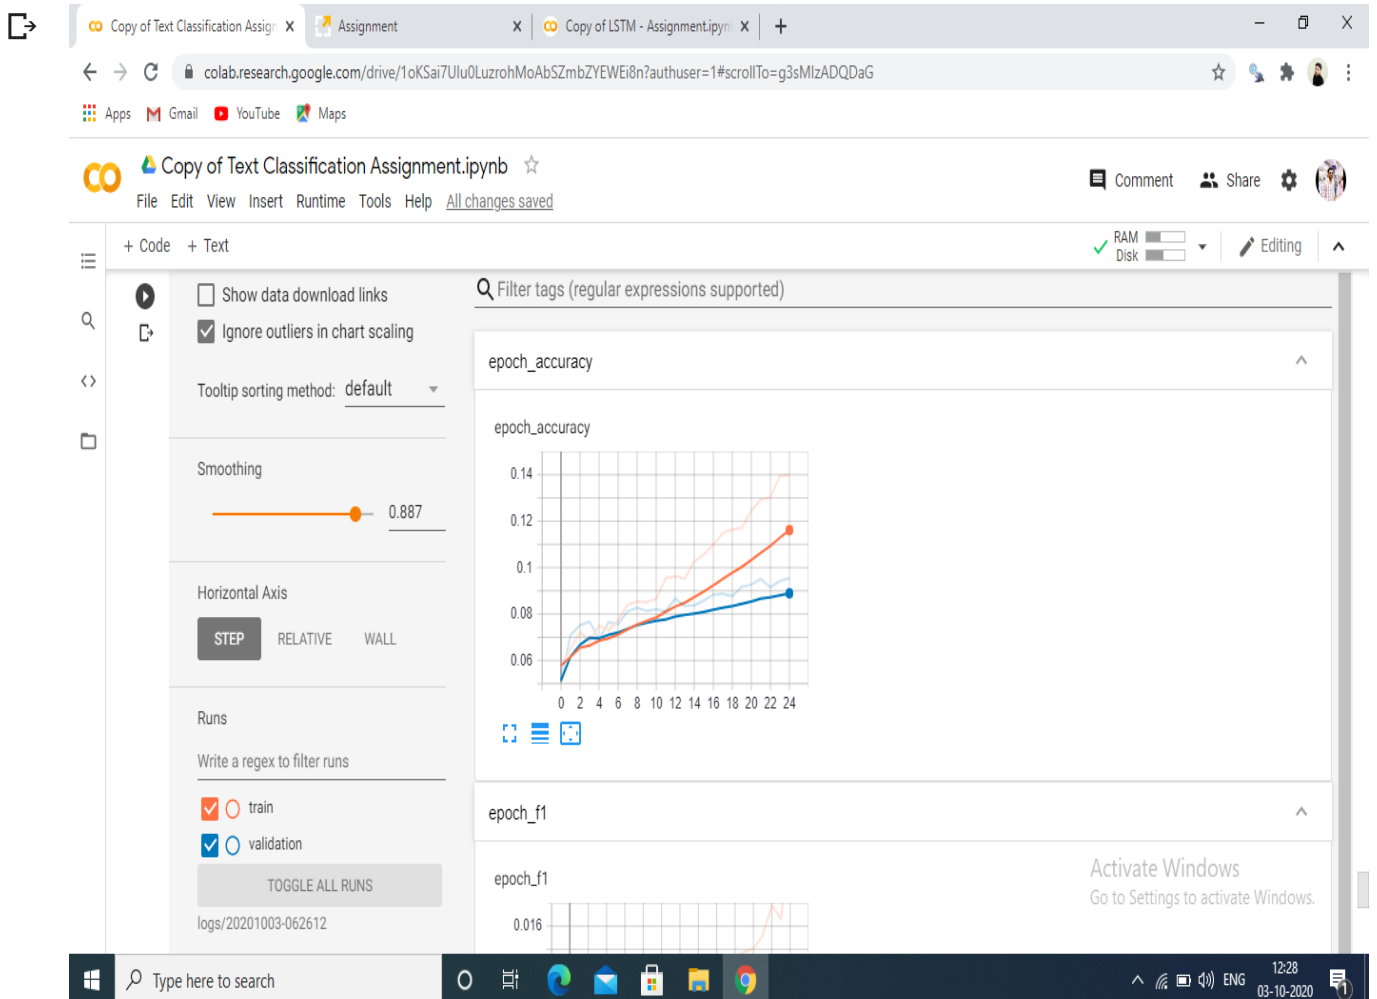 Copy of Text Classification Assign
Assignment
Copy of LSTM - Assignment.ipyn
colab.research.google.com/drive/1oKSai7UIu0LuzrohMoAbSZmbZYEWEi8n?authuser=1#scrollTo=g3sMIzADQDaG
Apps Gmail YouTube Maps
Copy of Text Classification Assignment.ipynb
Comment Share
File Edit View Insert Runtime Tools Help All changes saved
+ Code + Text
RAM
Disk
Editing
Show data download links
Ignore outliers in chart scaling
Tooltip sorting method: default
Smoothing
0.887
Horizontal Axis
STEP RELATIVE WALL
Runs
Write a regex to filter runs
train
validation
TOGGLE ALL RUNS
logs/20201003-062612
Filter tags (regular expressions supported)
epoch_accuracy
epoch_accuracy
0.14
0.12
0.1
0.08
0.06
0 2 4 6 8 10 12 14 16 18 20 22 24
epoch_f1
epoch_f1
0.016
Activate Windows
Go to Settings to activate Windows.
Type here to search
ENG
12:28
03-10-2020
1